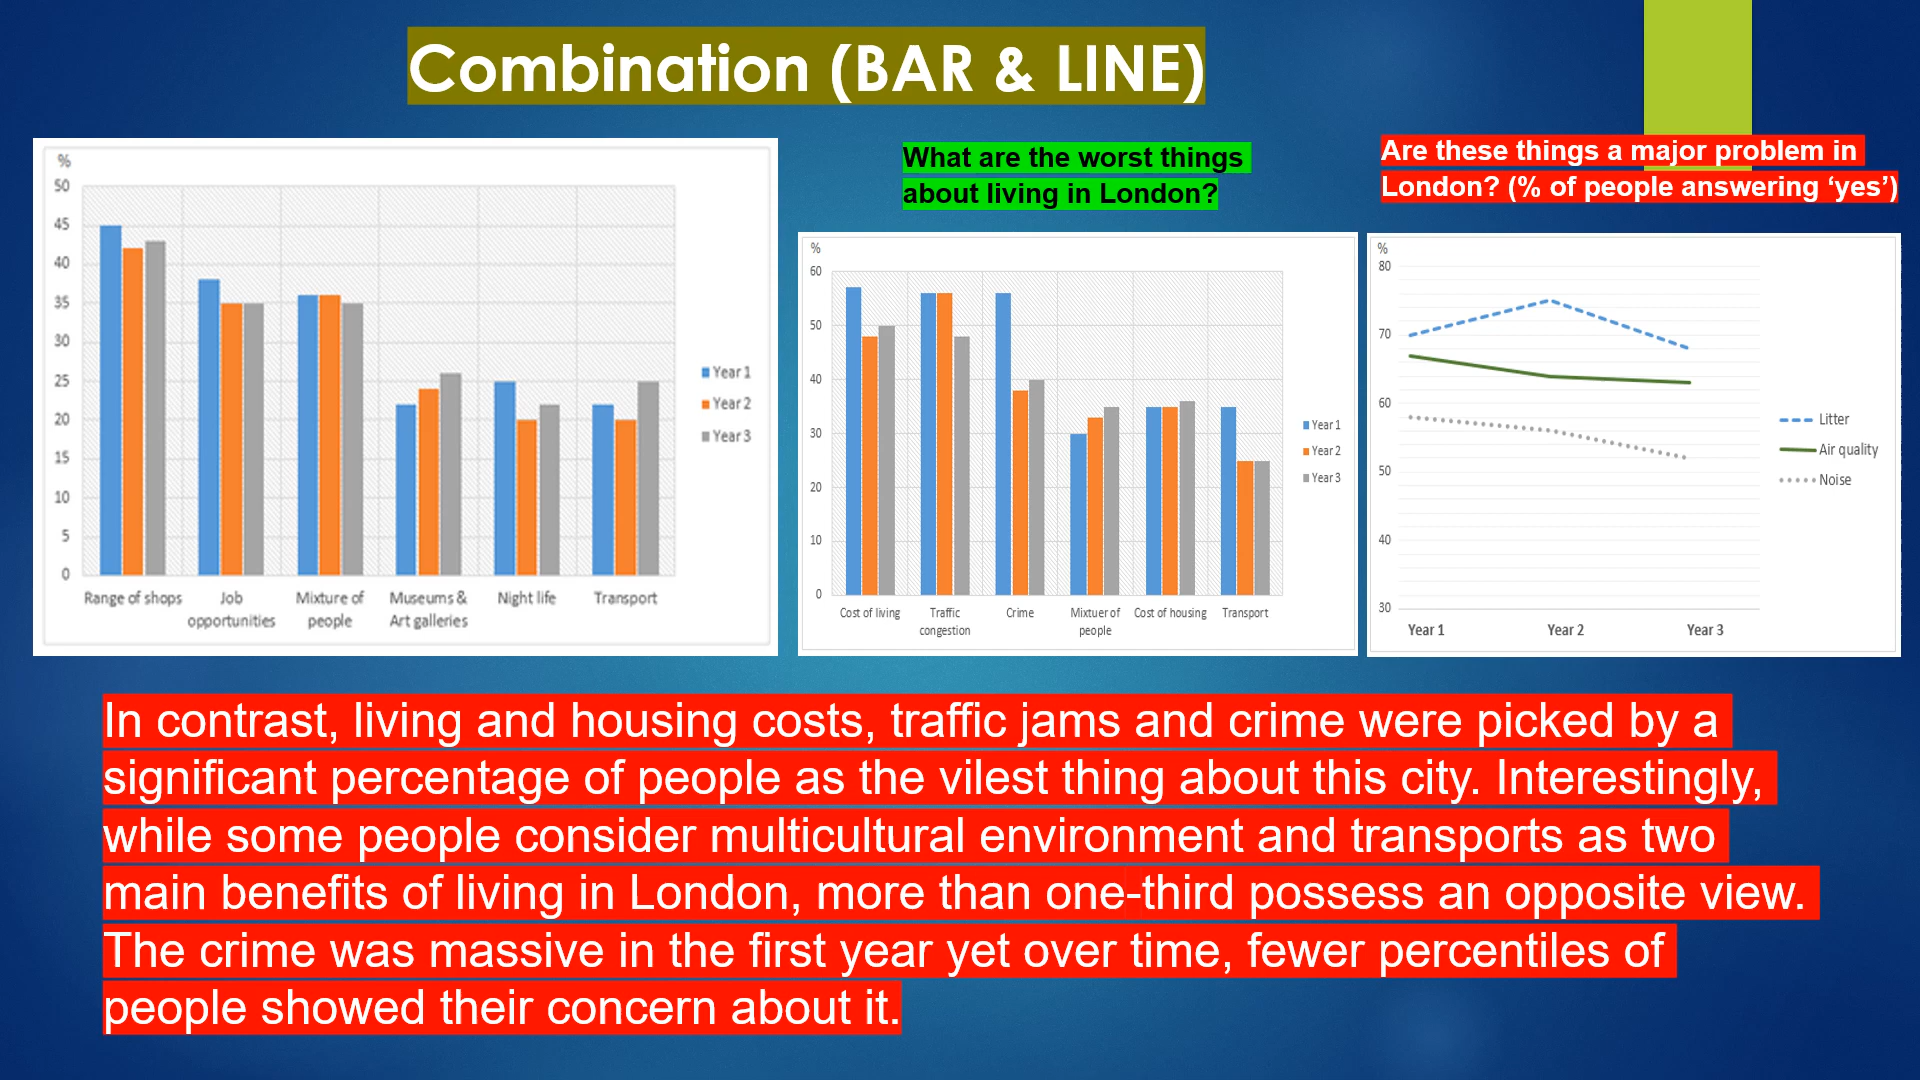 Combination (BAR & LINE)
%
50
45
40
35
30
25
20
15
10
5
0
Range of shops
Job
opportunities
Mixture of
people
Museums &
Art galleries
Night life
Transport
Year 1
Year 2
Year 3
What are the worst things
about living in London?
%
60
50
40
30
20
10
0
Cost of living
Traffic
congestion
Crime
Mixtuer of
people
Cost of housing
Transport
Year 1
Year 2
Year 3
Are these things a major problem in
London? (% of people answering ‘yes’)
%
80
70
60
50
40
30
Year 1
Year 2
Year 3
Litter
Air quality
Noise
In contrast, living and housing costs, traffic jams and crime were picked by a
significant percentage of people as the vilest thing about this city. Interestingly,
while some people consider multicultural environment and transports as two
main benefits of living in London, more than one-third possess an opposite view.
The crime was massive in the first year yet over time, fewer percentiles of
people showed their concern about it.